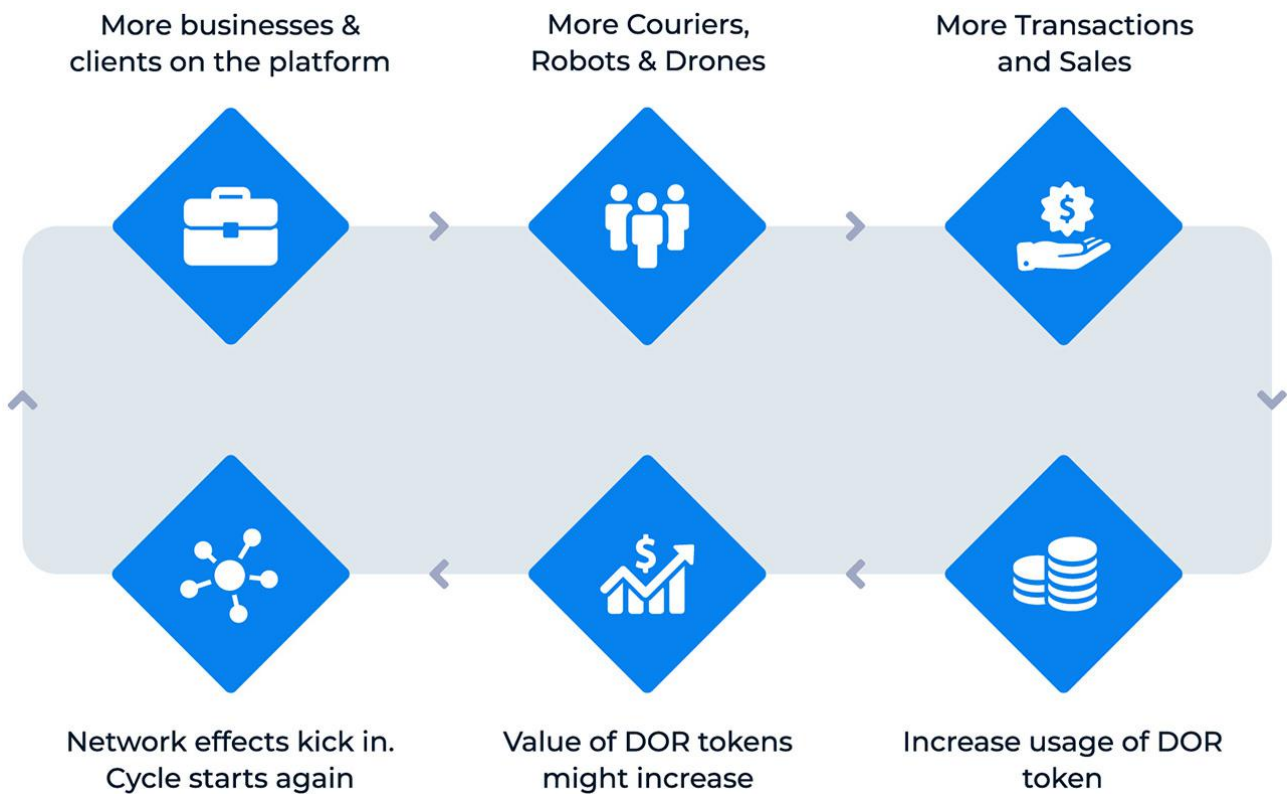 More businesses &
clients on the platform
More Couriers,
Robots & Drones
More Transactions
and Sales
$
$
Network effects kick in.
Cycle starts again
Value of DOR tokens
might increase
Increase usage of DOR
token